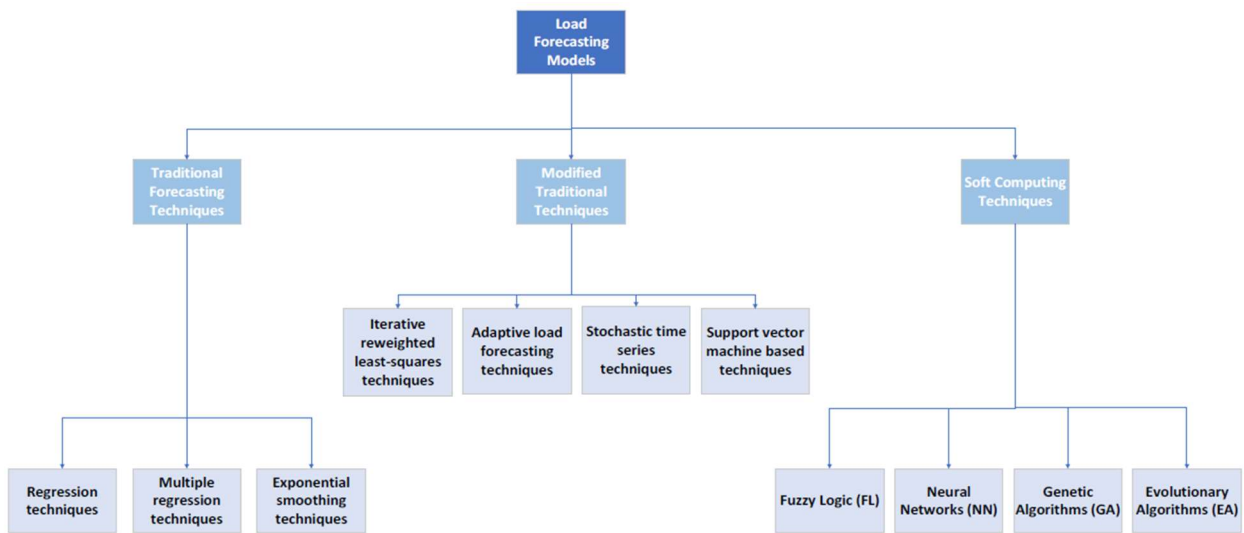 Load
Forecasting
Models
Traditional
Forecasting
Techniques
Modified
Traditional
Techniques
Soft Computing
Techniques
Iterative
reweighted
least-squares
techniques
Adaptive load
forecasting
techniques
Stochastic time
series
techniques
Support vector
machine based
techniques
Regression
techniques
Multiple
regression
techniques
Exponential
smoothing
techniques
Fuzzy Logic (FL)
Neural
Networks (NN)
Genetic
Algorithms (GA)
Evolutionary
Algorithms (EA)